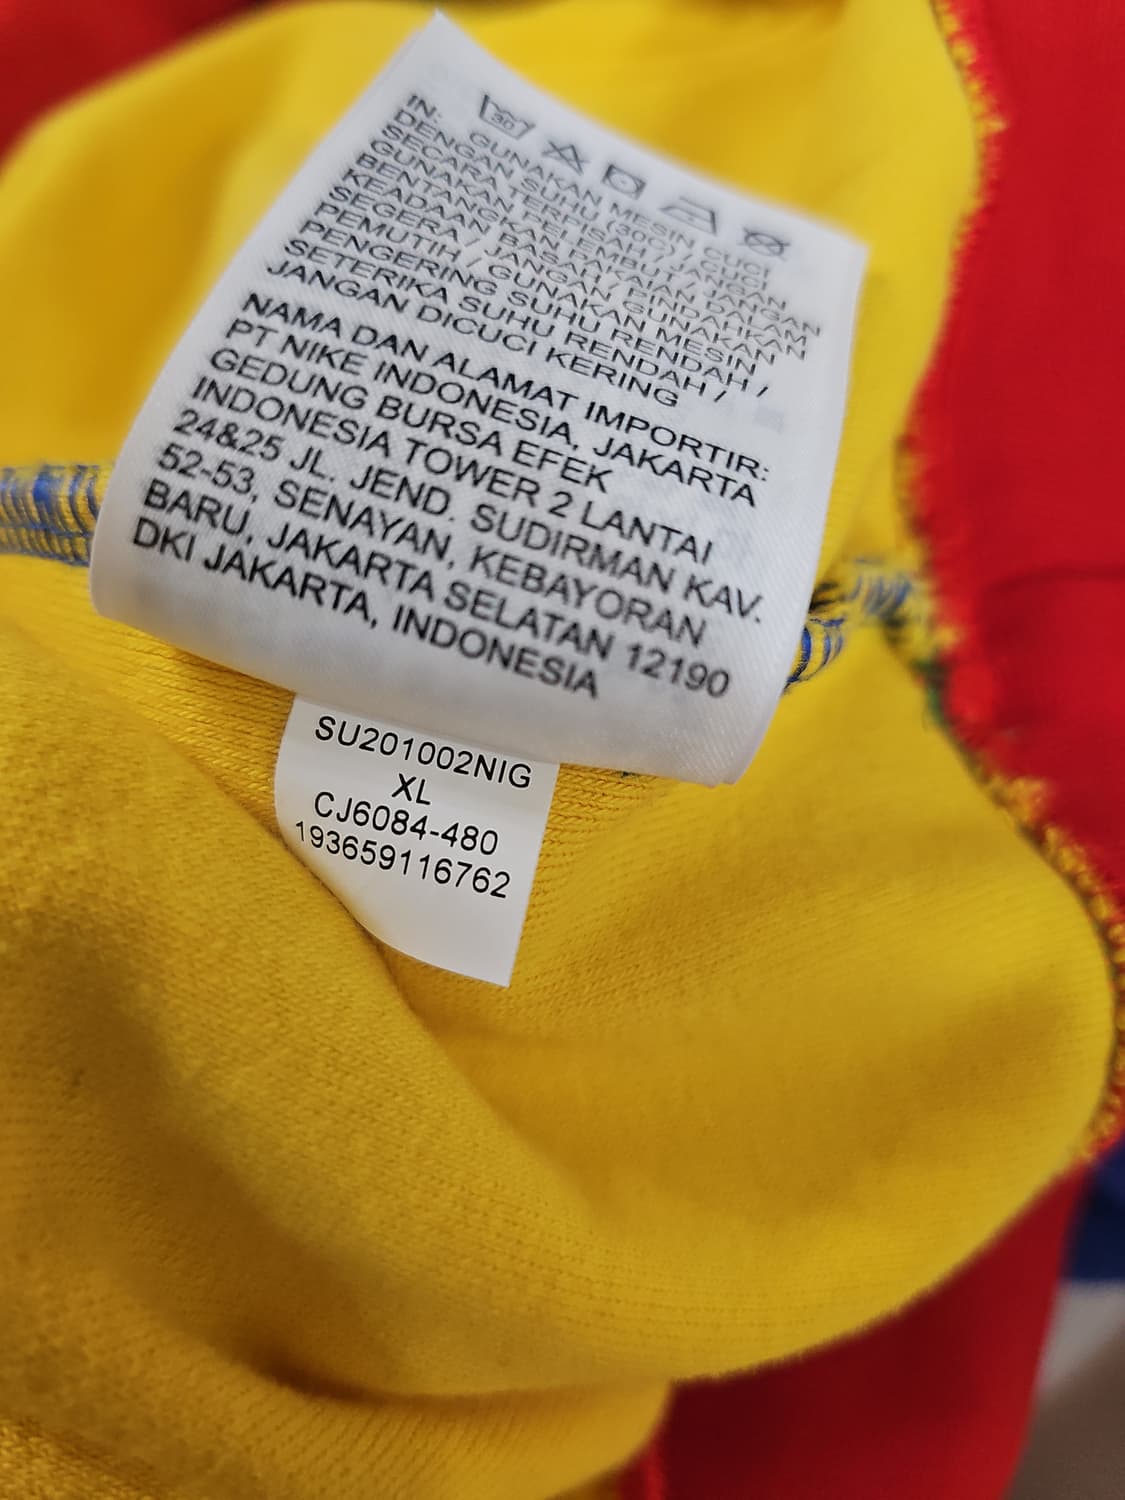 30
IN: GUNAKAN MESIN CUCI
DENGAN SUHU (30C) / CUCI
SECARA TERPISAH / JANGAN
GUNAKAN PELEMBUT / JANGAN
BENTANGKAN PAKAIAN DALAM
KEADAAN BASAH / PINDAHKAN
SEGERA / JANGAN GUNAKAN
PEMUTIH / GUNAKAN MESIN
PENGERING SUHU RENDAH /
SETERIKA SUHU RENDAH /
JANGAN DICUCI KERING
NAMA DAN ALAMAT IMPORTIR:
PT NIKE INDONESIA, JAKARTA
GEDUNG BURSA EFEK
INDONESIA TOWER 2 LANTAI
24&25 JL. JEND. SUDIRMAN KAV.
52-53, SENAYAN, KEBAYORAN
BARU, JAKARTA SELATAN 12190
DKI JAKARTA, INDONESIA
SU201002NIG
XL
CJ6084-480
193659116762